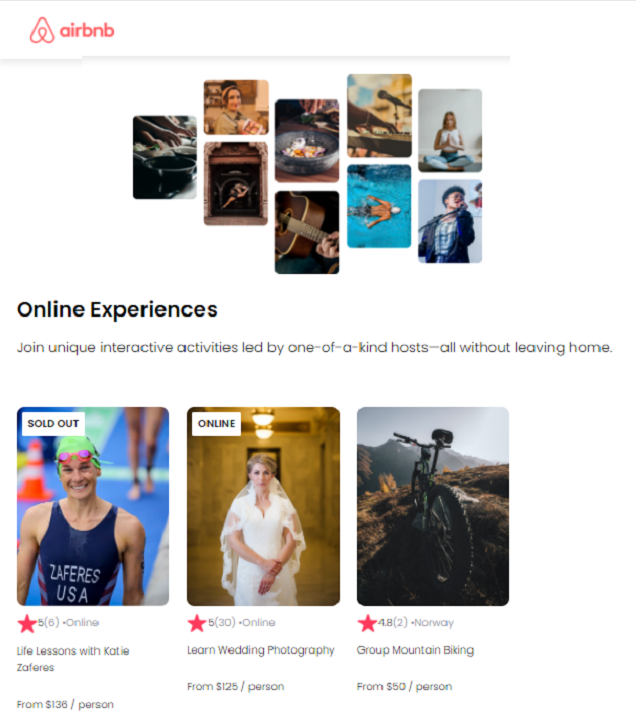 airbnb
Online Experiences
Join unique interactive activities led by one-of-a-kind hosts—all without leaving home.
SOLD OUT
ZAFERES
USA
5(6) •Online
Life Lessons with Katie
Zaferes
From $136 / person
ONLINE
5(30) •Online
Learn Wedding Photography
From $125 / person
4.8(2) •Norway
Group Mountain Biking
From $50 / person